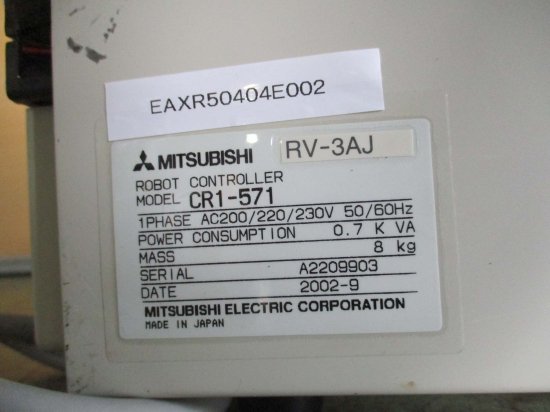 EAXR50404E002
MITSUBISHI RV-3AJ
ROBOT CONTROLLER
MODEL CR1-571
1PHASE AC200/220/230V 50/60Hz
POWER CONSUMPTION 0.7 K VA
MASS 8 kg
SERIAL A2209903
DATE 2002-9
MITSUBISHI ELECTRIC CORPORATION
MADE IN JAPAN